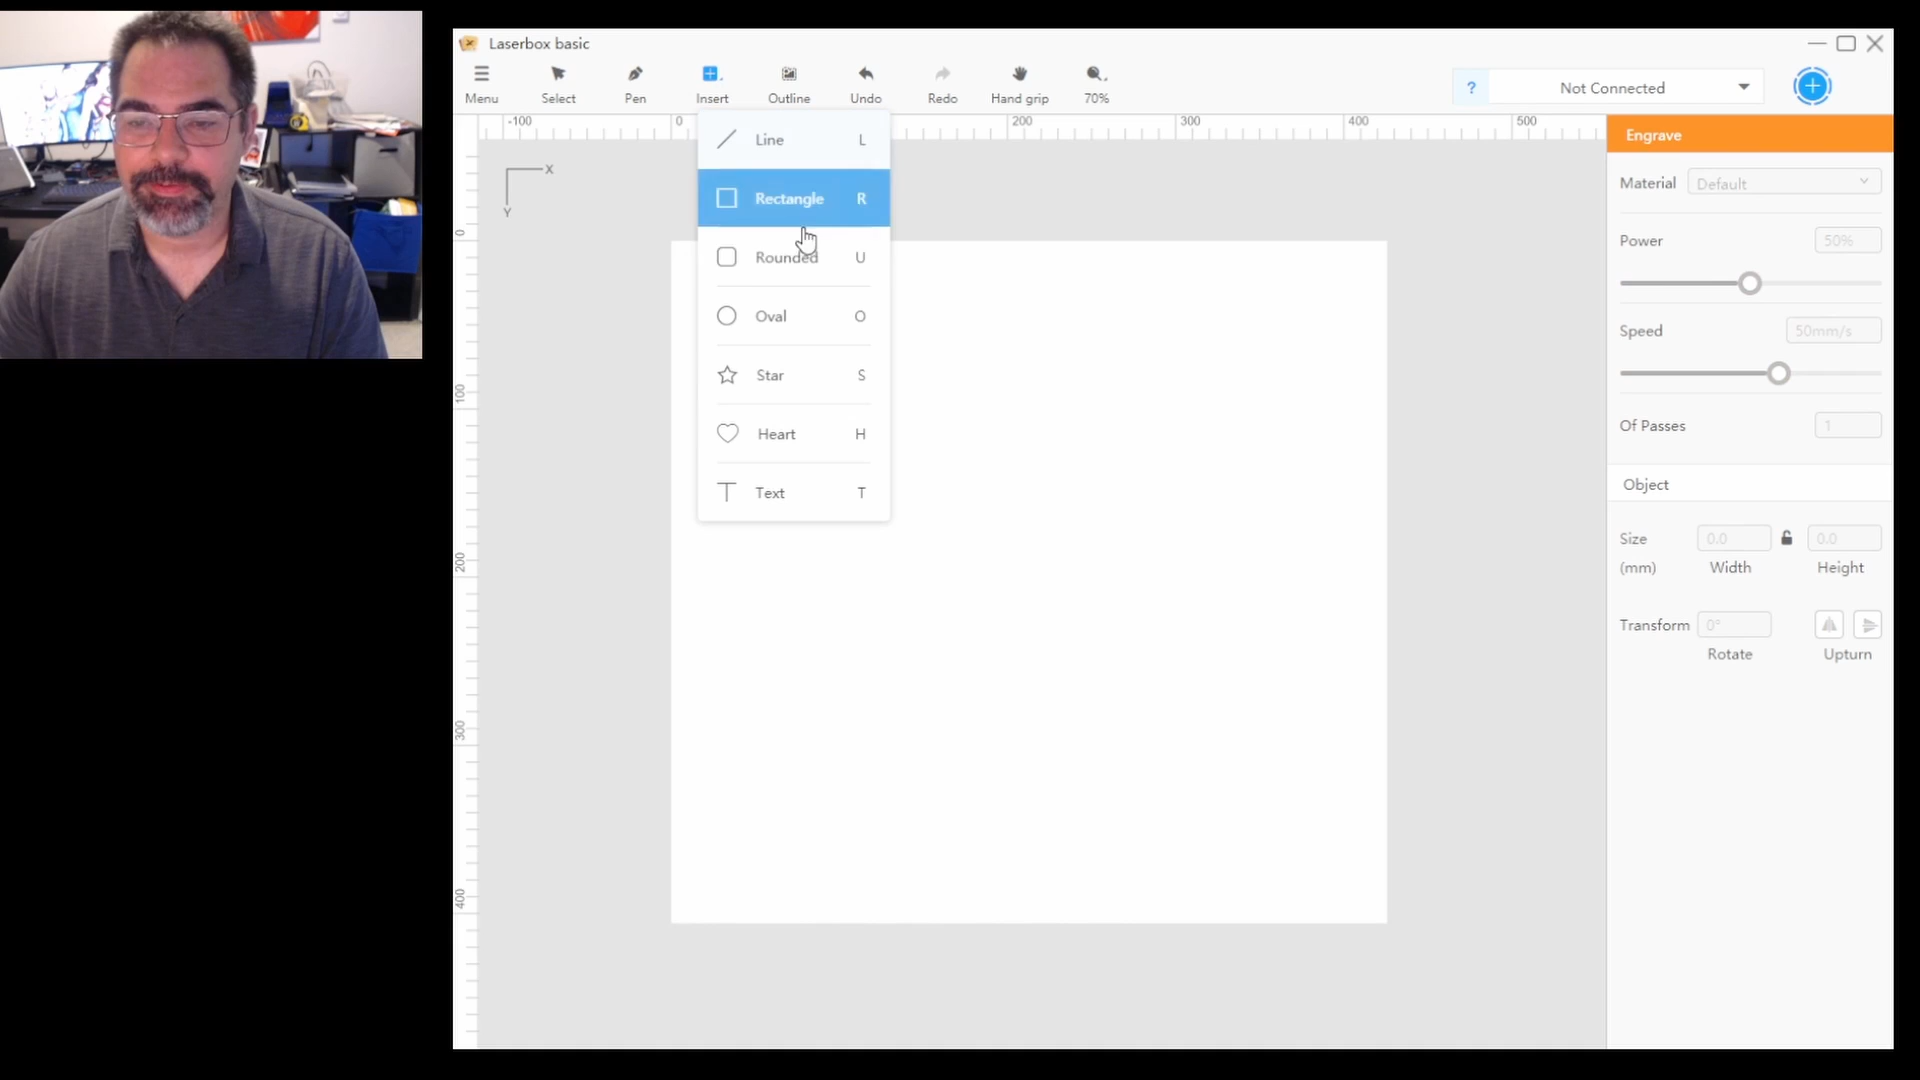 Laserbox basic
Menu Select Pen Insert Outline Undo Redo Hand grip 70%
? Not Connected
-100 0 200 300 400 500
Line L
Rectangle R
Rounded U
Oval O
Star S
Heart H
Text T
X
Y
0
100
200
300
400
Engrave
Material Default
Power 50%
Speed 50mm/s
Of Passes 1
Object
Size 0.0 0.0
(mm) Width Height
Transform 0°
Rotate Upturn